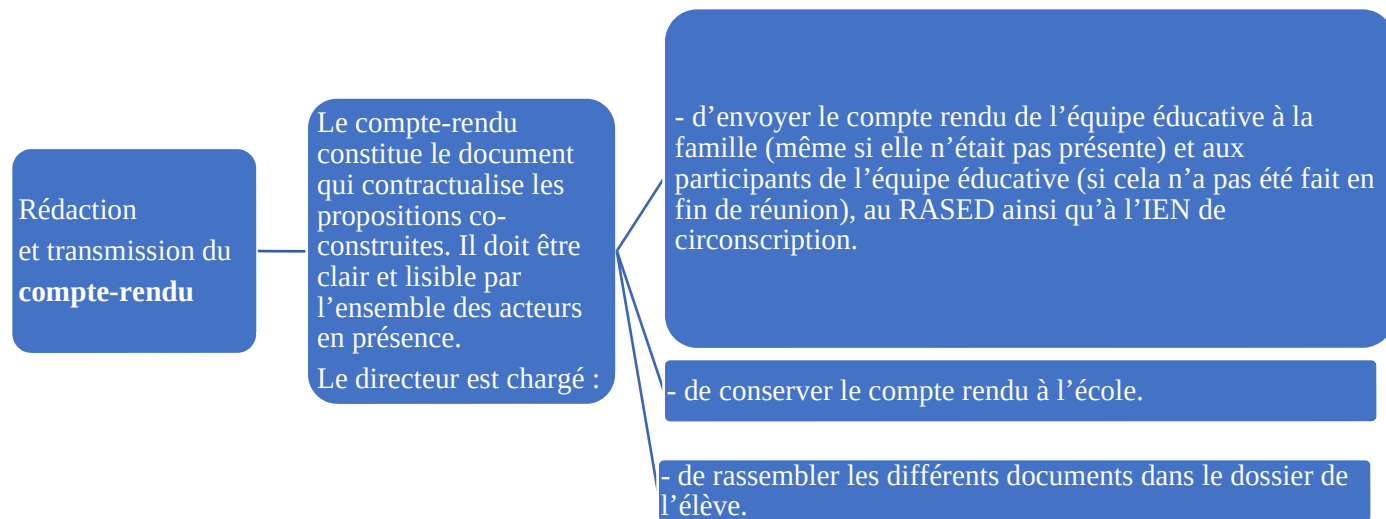 Rédaction
et transmission du
compte-rendu
Le compte-rendu
constitue le document
qui contractualise les
propositions co-
construites. Il doit être
clair et lisible par
l’ensemble des acteurs
en présence.
Le directeur est chargé :
- d’envoyer le compte rendu de l’équipe éducative à la
famille (même si elle n’était pas présente) et aux
participants de l’équipe éducative (si cela n’a pas été fait en
fin de réunion), au RASED ainsi qu’à l’IEN de
circonscription.
- de conserver le compte rendu à l’école.
- de rassembler les différents documents dans le dossier de
l’élève.